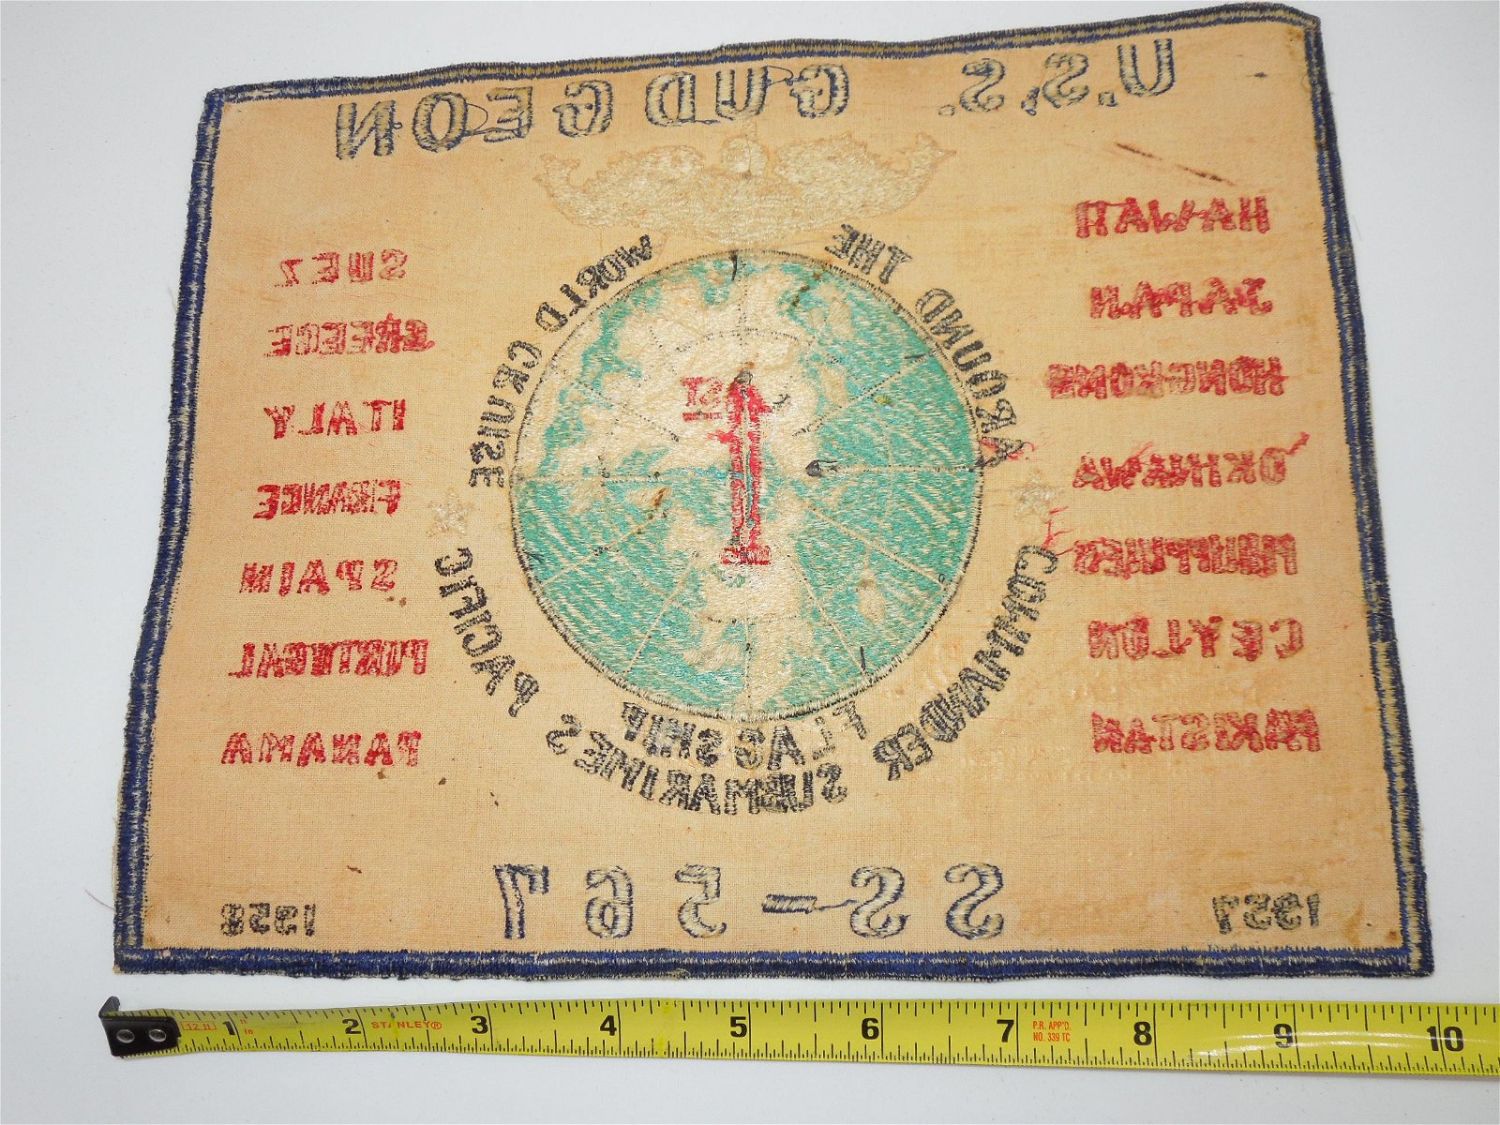 U.S.S. GUDGEON
HAWAII
JAPAN
HONGKONG
OKINAWA
CEYLON
PAKISTAN
AROUND THE WORLD CRUISE
1ST
COMMANDER SUBMARINES PACIFIC
FLAGSHIP
SUEZ
GREECE
ITALY
FRANCE
SPAIN
PORTUGAL
PANAMA
1957
SS-567
1958
1 2 STANLEY® 3 4 5 6 7 P.R. APP'D. 8 9 10
NO. 339 TC